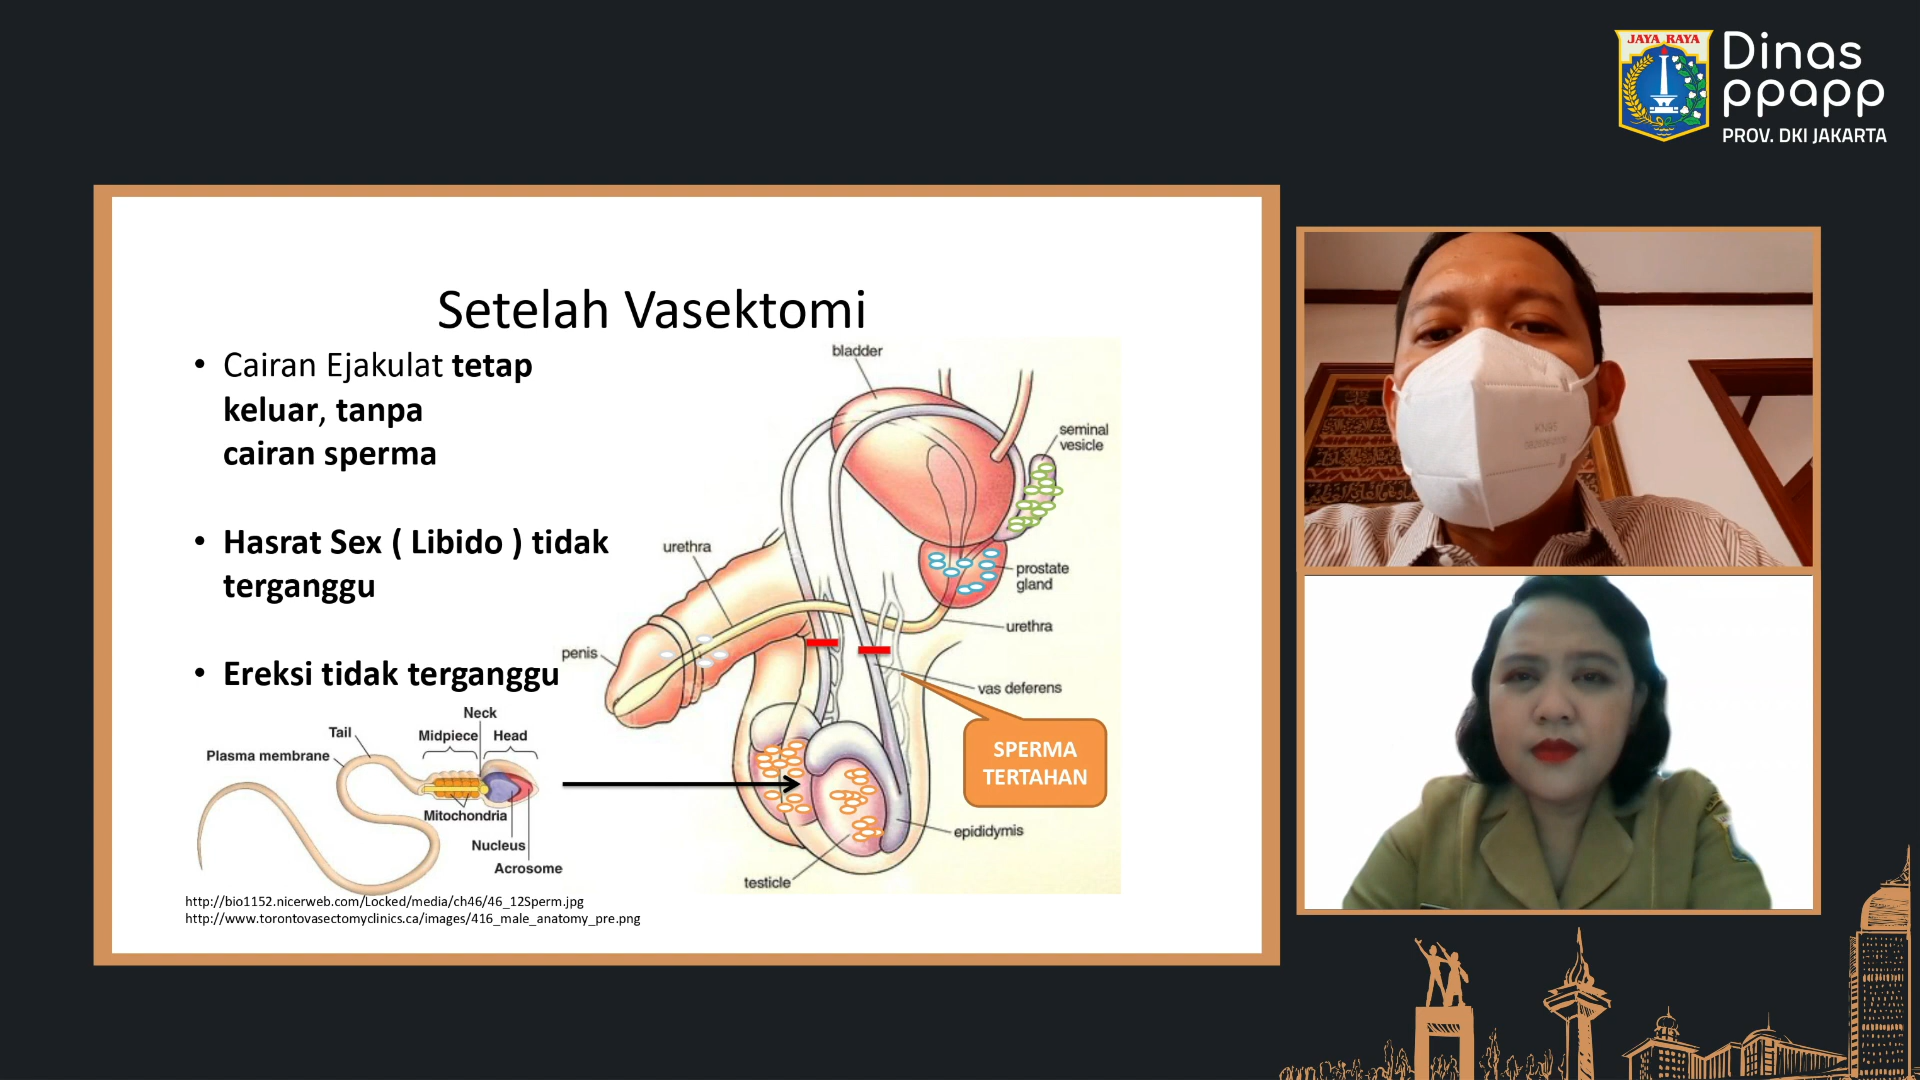 JAYA RAYA
Dinas
ppapp
PROV. DKI JAKARTA
Setelah Vasektomi
• Cairan Ejakulat tetap
keluar, tanpa
cairan sperma
• Hasrat Sex ( Libido ) tidak
terganggu
• Ereksi tidak terganggu
bladder
seminal
vesicle
urethra
prostate
gland
urethra
penis
vas deferens
SPERMA
TERTAHAN
epididymis
testicle
Neck
Tail
Midpiece
Head
Plasma membrane
Mitochondria
Nucleus
Acrosome
http://bio1152.nicerweb.com/Locked/media/ch46/46_12Sperm.jpg
http://www.torontovasectomyclinics.ca/images/416_male_anatomy_pre.png
KN95